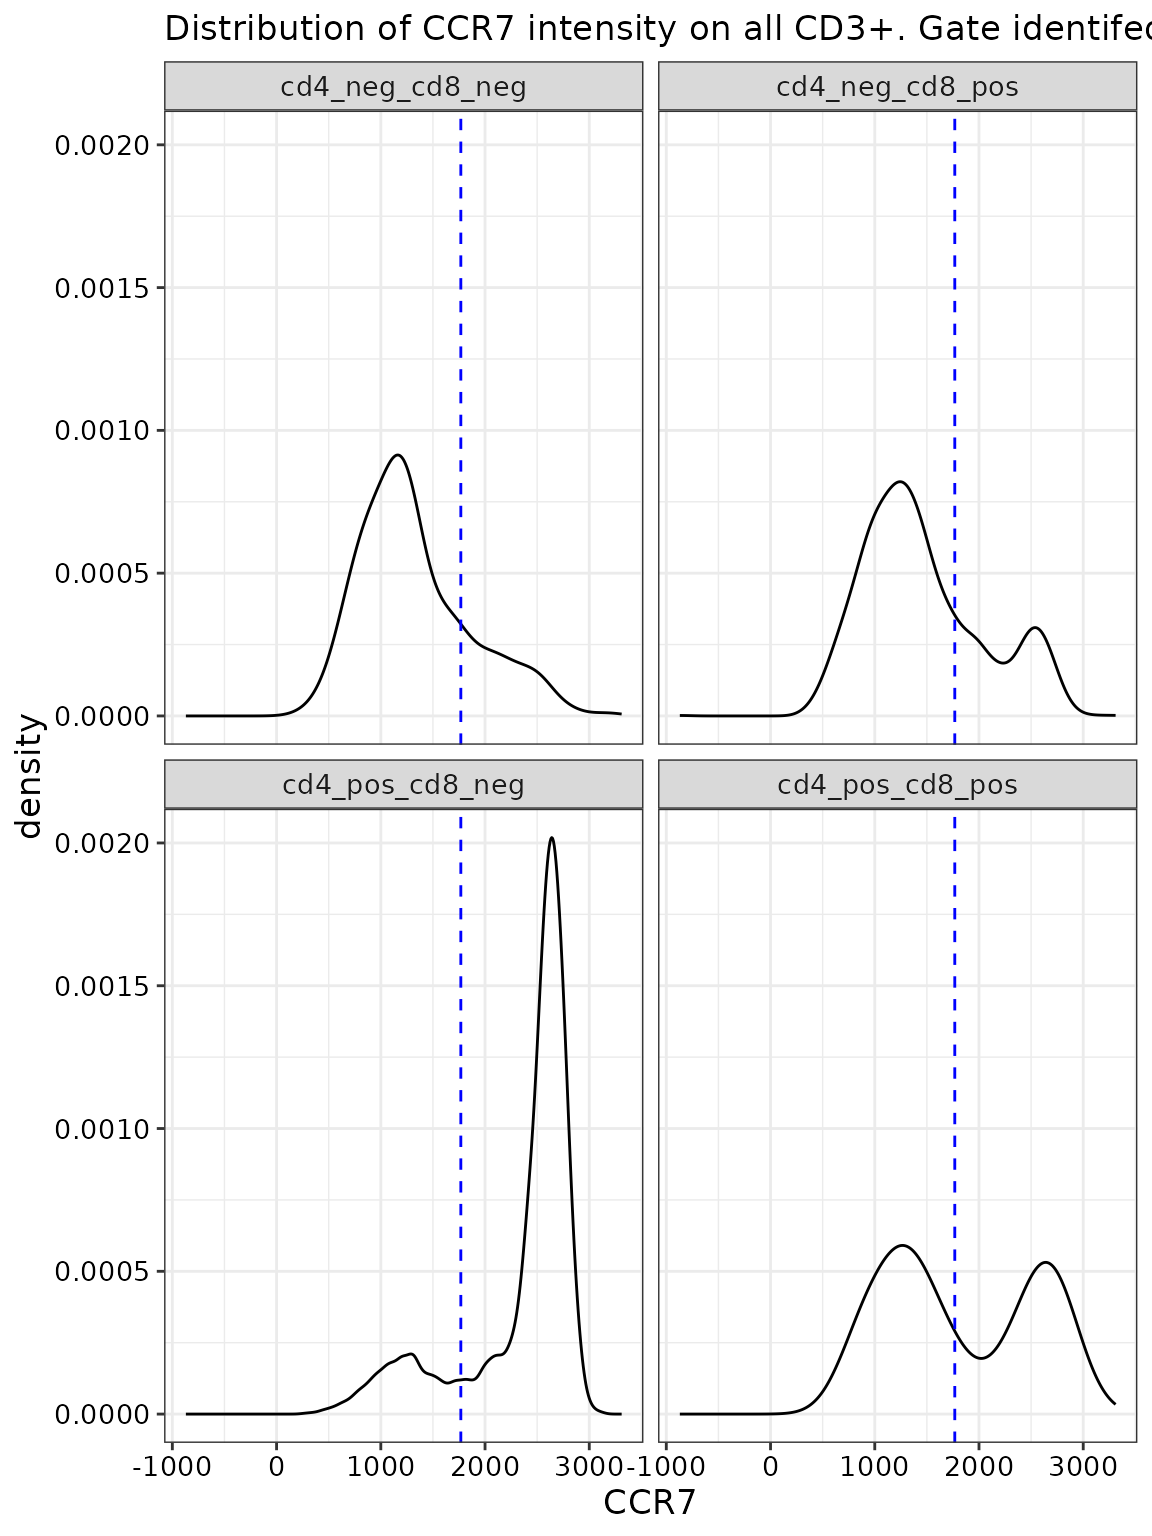 Distribution of CCR7 intensity on all CD3+. Gate identifec
cd4_neg_cd8_neg
cd4_neg_cd8_pos
0.0020
0.0015
0.0010
0.0005
0.0000
density
cd4_pos_cd8_neg
cd4_pos_cd8_pos
0.0020
0.0015
0.0010
0.0005
0.0000
-1000 0 1000 2000 3000
-1000 0 1000 2000 3000
CCR7